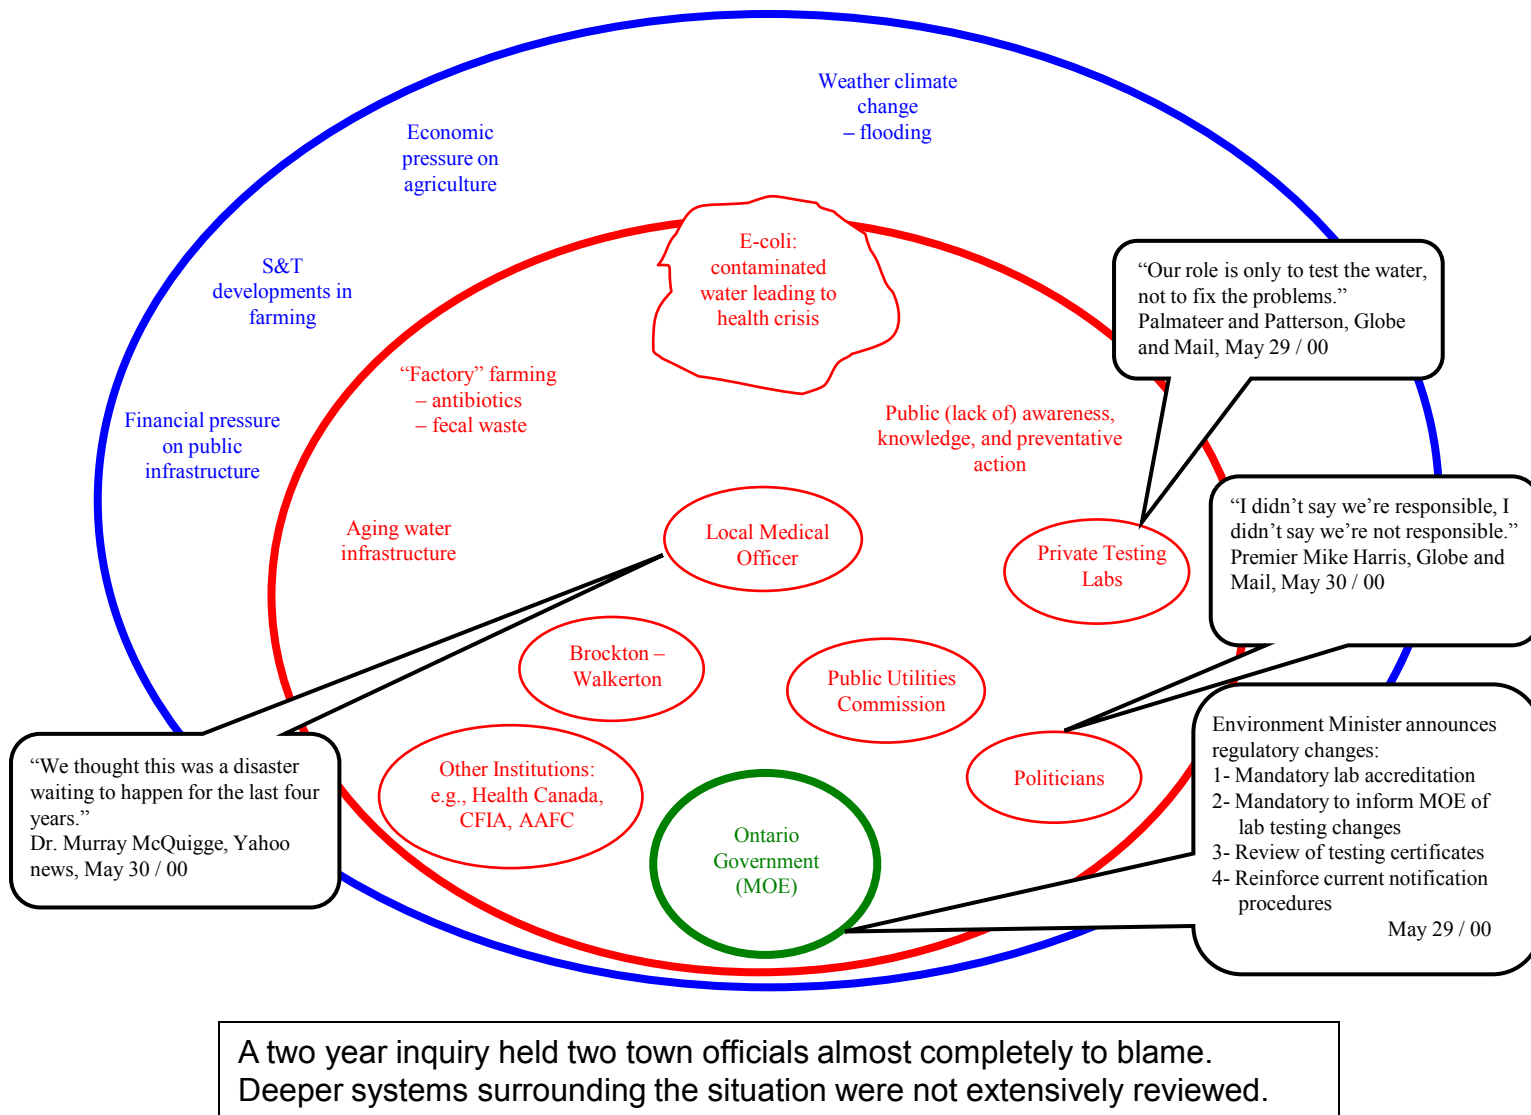 Weather climate
change
– flooding
Economic
pressure on
agriculture
S&T
developments in
farming
Financial pressure
on public
infrastructure
E-coli:
contaminated
water leading to
health crisis
“Factory” farming
– antibiotics
– fecal waste
Public (lack of) awareness,
knowledge, and preventative
action
Aging water
infrastructure
Local Medical
Officer
Private Testing
Labs
Brockton –
Walkerton
Public Utilities
Commission
Other Institutions:
e.g., Health Canada,
CFIA, AAFC
Politicians
Ontario
Government
(MOE)
“Our role is only to test the water,
not to fix the problems.”
Palmateer and Patterson, Globe
and Mail, May 29 / 00
“I didn’t say we’re responsible, I
didn’t say we’re not responsible.”
Premier Mike Harris, Globe and
Mail, May 30 / 00
“We thought this was a disaster
waiting to happen for the last four
years.”
Dr. Murray McQuigge, Yahoo
news, May 30 / 00
Environment Minister announces
regulatory changes:
1- Mandatory lab accreditation
2- Mandatory to inform MOE of
lab testing changes
3- Review of testing certificates
4- Reinforce current notification
procedures
May 29 / 00
A two year inquiry held two town officials almost completely to blame.
Deeper systems surrounding the situation were not extensively reviewed.